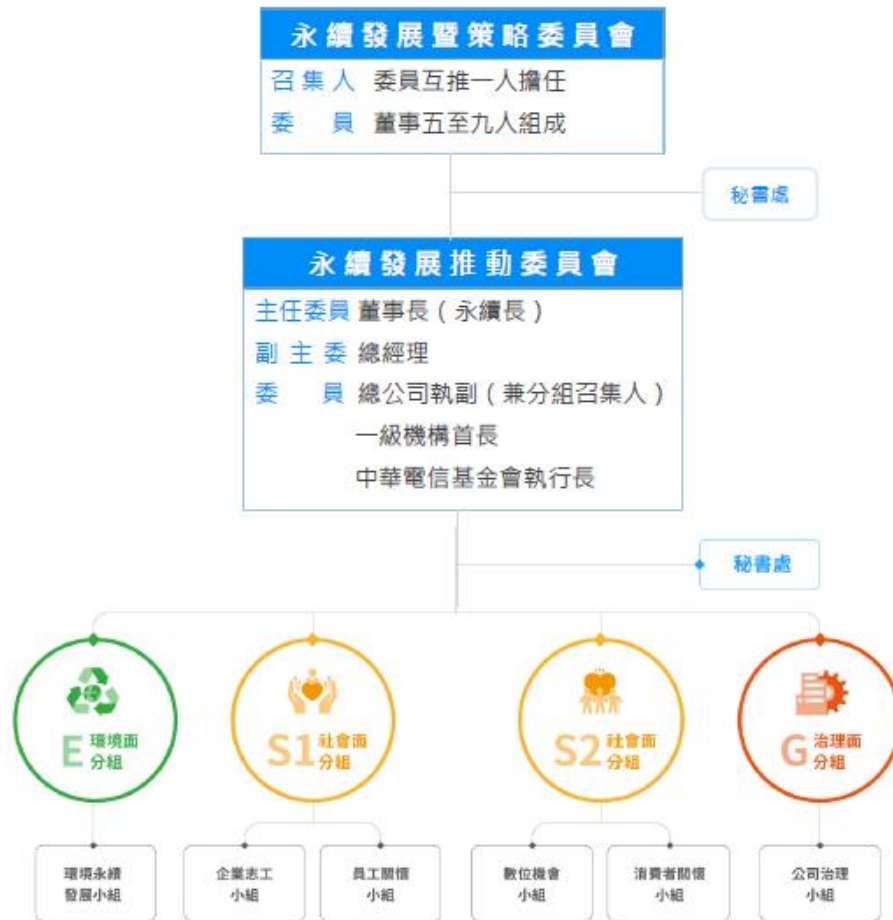 永續發展暨策略委員會
召集人 委員互推一人擔任
委員 董事五至九人組成
秘書處
永續發展推動委員會
主任委員 董事長（永續長）
副主委 總經理
委員 總公司執副（兼分組召集人）
一級機構首長
中華電信基金會執行長
秘書處
E 環境面
分組
S1 社會面
分組
S2 社會面
分組
G 治理面
分組
環境永續
發展小組
企業志工
小組
員工關懷
小組
數位機會
小組
消費者關懷
小組
公司治理
小組